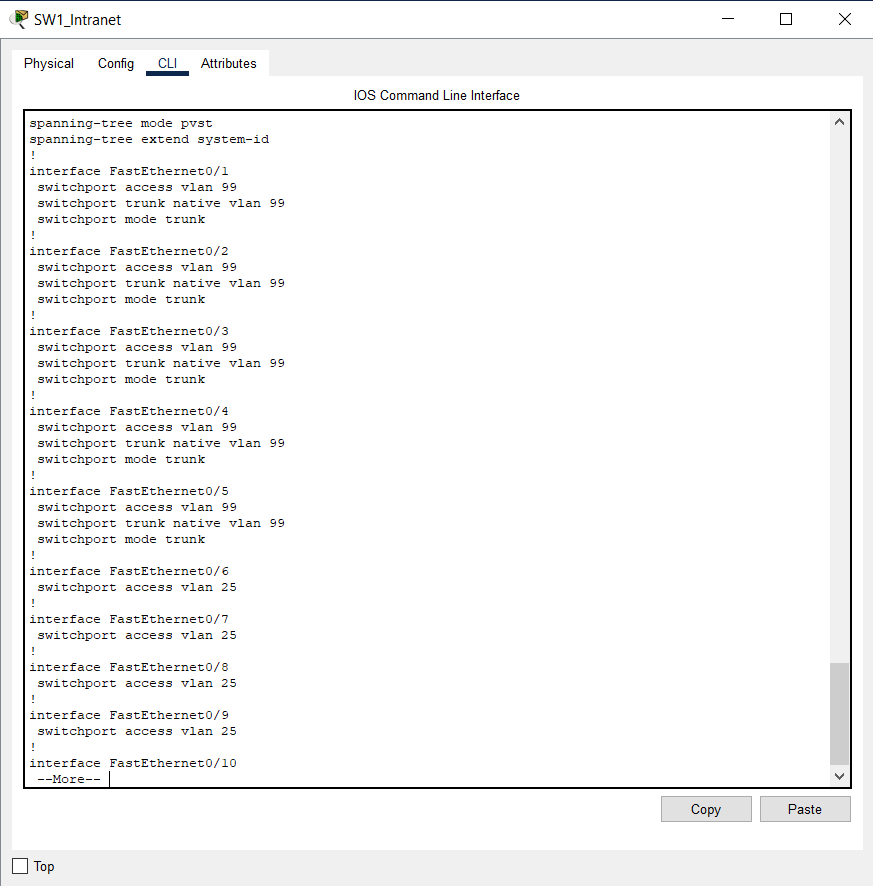 SW1_Intranet
Physical Config CLI Attributes
IOS Command Line Interface
spanning-tree mode pvst
spanning-tree extend system-id
!
interface FastEthernet0/1
 switchport access vlan 99
 switchport trunk native vlan 99
 switchport mode trunk
!
interface FastEthernet0/2
 switchport access vlan 99
 switchport trunk native vlan 99
 switchport mode trunk
!
interface FastEthernet0/3
 switchport access vlan 99
 switchport trunk native vlan 99
 switchport mode trunk
!
interface FastEthernet0/4
 switchport access vlan 99
 switchport trunk native vlan 99
 switchport mode trunk
!
interface FastEthernet0/5
 switchport access vlan 99
 switchport trunk native vlan 99
 switchport mode trunk
!
interface FastEthernet0/6
 switchport access vlan 25
!
interface FastEthernet0/7
 switchport access vlan 25
!
interface FastEthernet0/8
 switchport access vlan 25
!
interface FastEthernet0/9
 switchport access vlan 25
!
interface FastEthernet0/10
 --More--
Copy Paste
Top